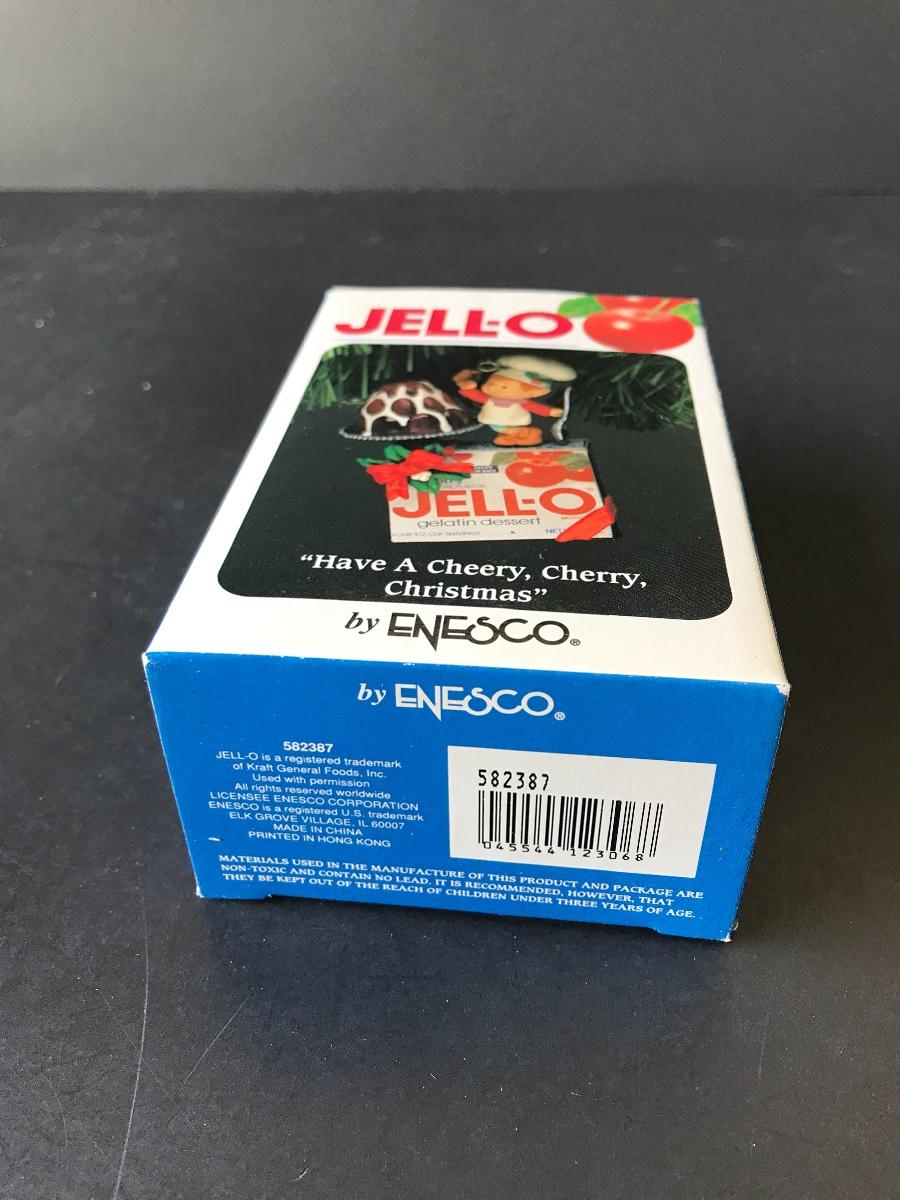 JELL-O
JELL-O®
gelatin dessert
"Have A Cheery, Cherry,
Christmas"
by ENESCO®
by ENESCO®
582387
JELL-O is a registered trademark
of Kraft General Foods, Inc.
Used with permission
All rights reserved worldwide
LICENSEE ENESCO CORPORATION
ENESCO is a registered U.S. trademark
ELK GROVE VILLAGE, IL 60007
MADE IN CHINA
PRINTED IN HONG KONG
582387
045544 123068
MATERIALS USED IN THE MANUFACTURE OF THIS PRODUCT AND PACKAGE ARE
NON-TOXIC AND CONTAIN NO LEAD. IT IS RECOMMENDED, HOWEVER, THAT
THEY BE KEPT OUT OF THE REACH OF CHILDREN UNDER THREE YEARS OF AGE.